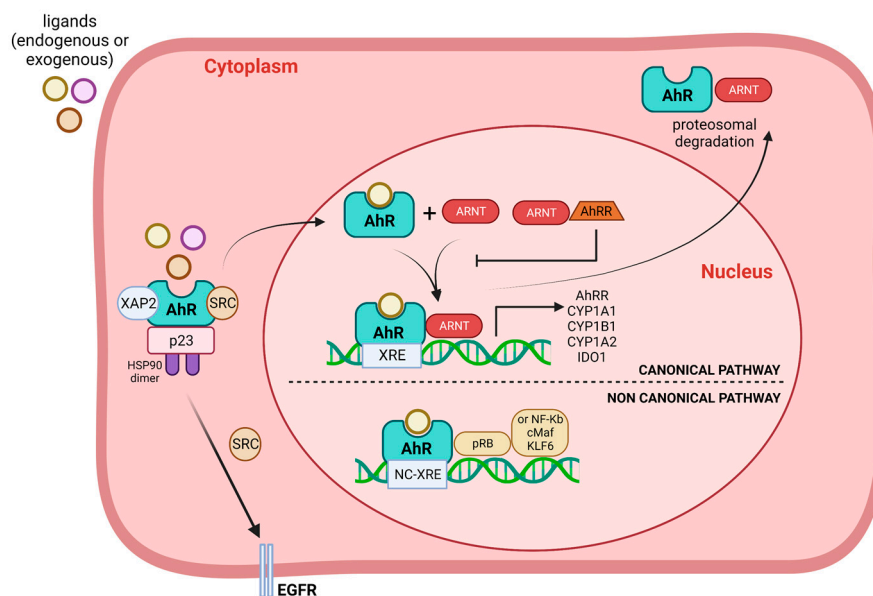 ligands
(endogenous or
exogenous)
Cytoplasm
AhR
ARNT
proteosomal
degradation
AhR
+
ARNT
ARNT
AhRR
Nucleus
XAP2
AhR
SRC
p23
HSP90
dimer
AhR
ARNT
XRE
AhRR
CYP1A1
CYP1B1
CYP1A2
IDO1
CANONICAL PATHWAY
NON CANONICAL PATHWAY
SRC
AhR
pRB
or NF-Kb
cMaf
KLF6
NC-XRE
EGFR